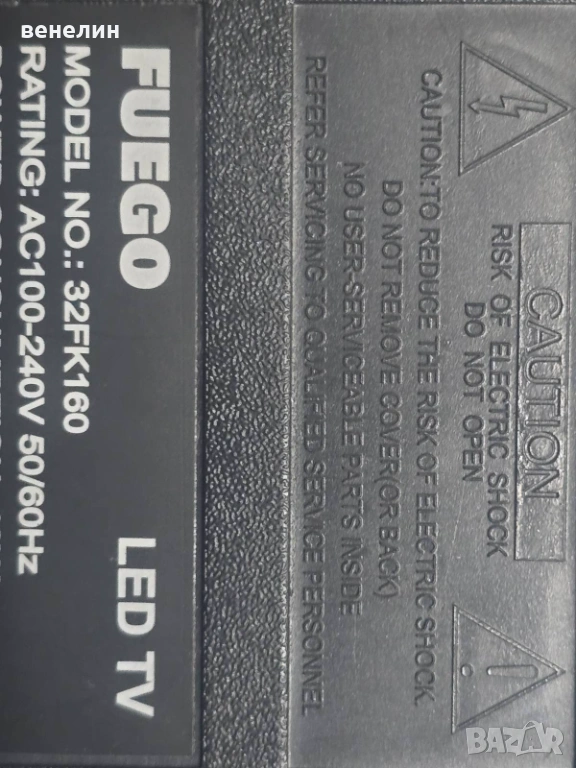 венелин
FUEGO
LED TV
MODEL NO.: 32FK160
RATING: AC100-240V 50/60Hz
CAUTION
RISK OF ELECTRIC SHOCK
DO NOT OPEN
CAUTION:TO REDUCE THE RISK OF ELECTRIC SHOCK.
DO NOT REMOVE COVER(OR BACK)
NO USER-SERVICEABLE PARTS INSIDE
REFER SERVICING TO QUALIFIED SERVICE PERSONNEL
BAZAR